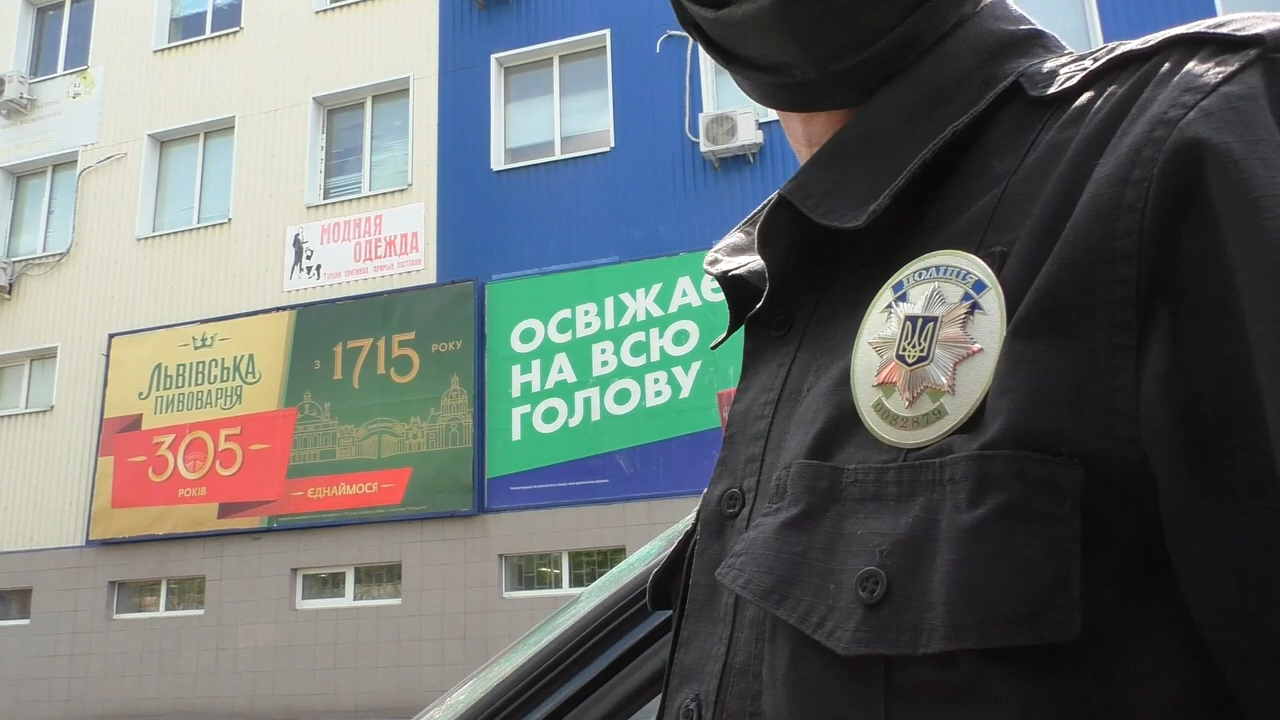 МОДНАЯ
ОДЕЖДА
ЛЬВІВСЬКА
ПИВОВАРНЯ
305
РОКІВ
З 1715 РОКУ
ЄДНАЙМОСЯ
ОСВІЖАЄ
НА ВСЮ
ГОЛОВУ
ПОЛІЦІЯ
0082879